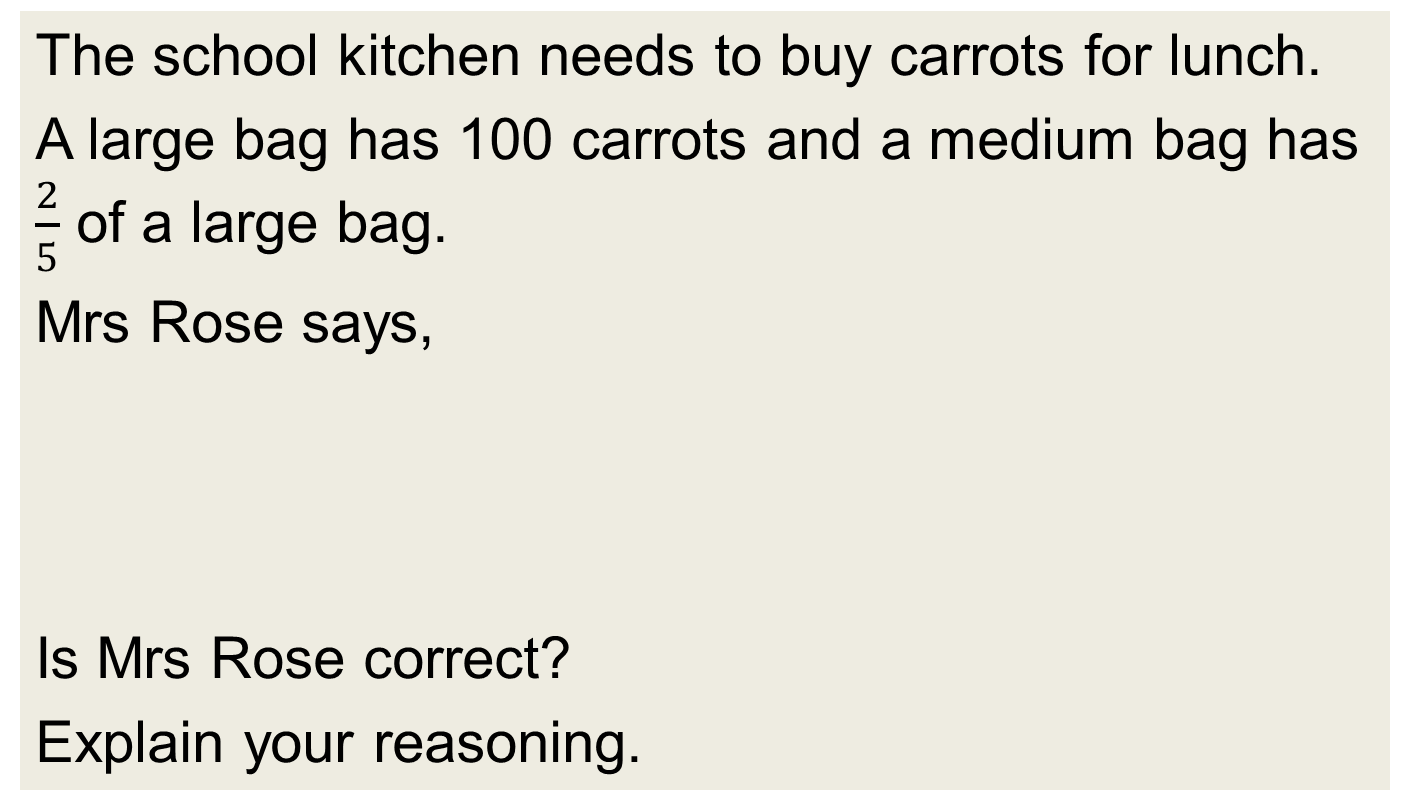 The school kitchen needs to buy carrots for lunch.
A large bag has 100 carrots and a medium bag has
2/5 of a large bag.
Mrs Rose says,
Is Mrs Rose correct?
Explain your reasoning.